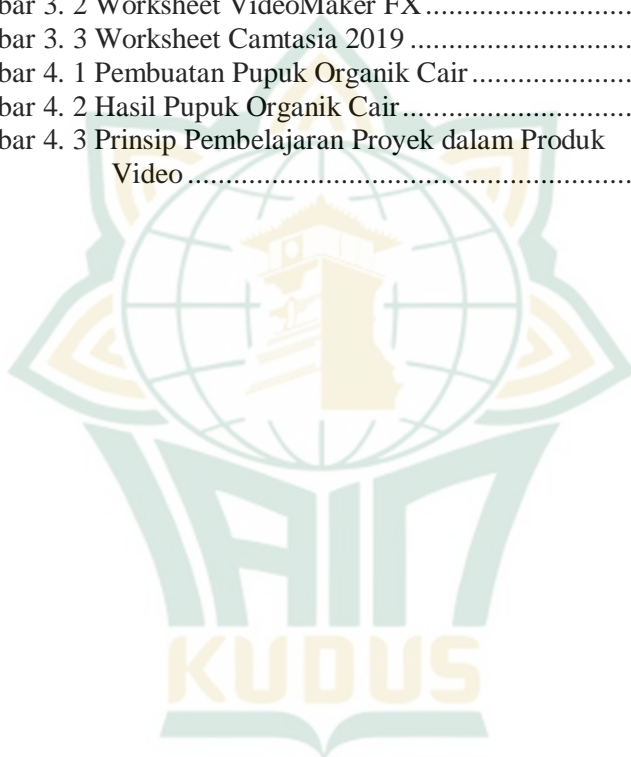 bar 3. 2 Worksheet VideoMaker FX..............................
bar 3. 3 Worksheet Camtasia 2019..............................
bar 4. 1 Pembuatan Pupuk Organik Cair.....................
bar 4. 2 Hasil Pupuk Organik Cair..............................
bar 4. 3 Prinsip Pembelajaran Proyek dalam Produk
Video...........................................................
IAIN
KUDUS